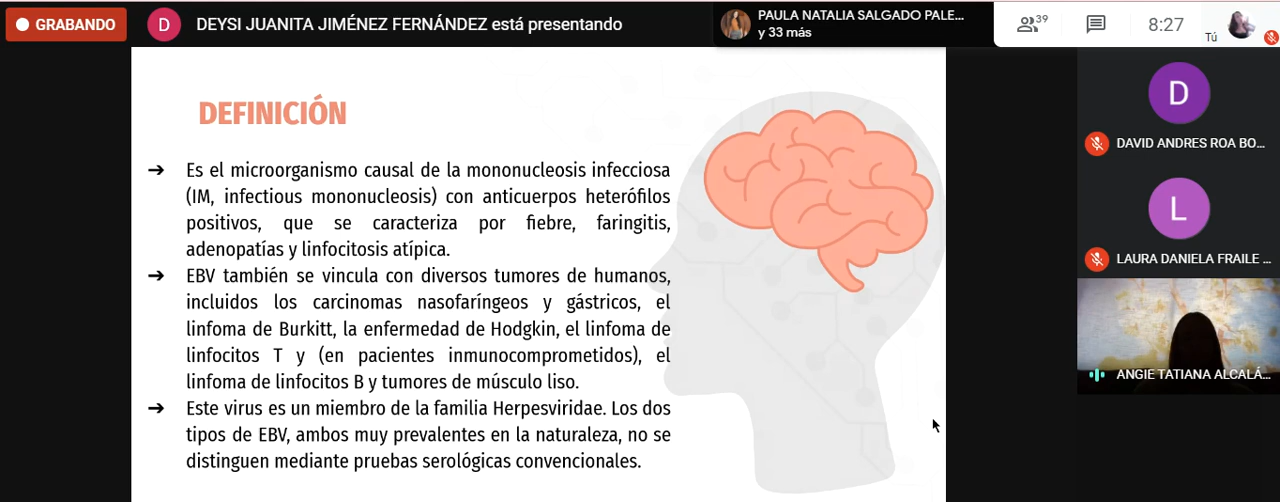 GRABANDO
D
DEYSI JUANITA JIMÉNEZ FERNÁNDEZ está presentando
PAULA NATALIA SALGADO PALE...
y 33 más
39
8:27
Tú
DEFINICIÓN
➔ Es el microorganismo causal de la mononucleosis infecciosa
(IM, infectious mononucleosis) con anticuerpos heterófilos
positivos, que se caracteriza por fiebre, faringitis,
adenopatías y linfocitosis atípica.
➔ EBV también se vincula con diversos tumores de humanos,
incluidos los carcinomas nasofaríngeos y gástricos, el
linfoma de Burkitt, la enfermedad de Hodgkin, el linfoma de
linfocitos T y (en pacientes inmunocomprometidos), el
linfoma de linfocitos B y tumores de músculo liso.
➔ Este virus es un miembro de la familia Herpesviridae. Los dos
tipos de EBV, ambos muy prevalentes en la naturaleza, no se
distinguen mediante pruebas serológicas convencionales.
D
DAVID ANDRES ROA BO...
L
LAURA DANIELA FRAILE ...
ANGIE TATIANA ALCALÁ...